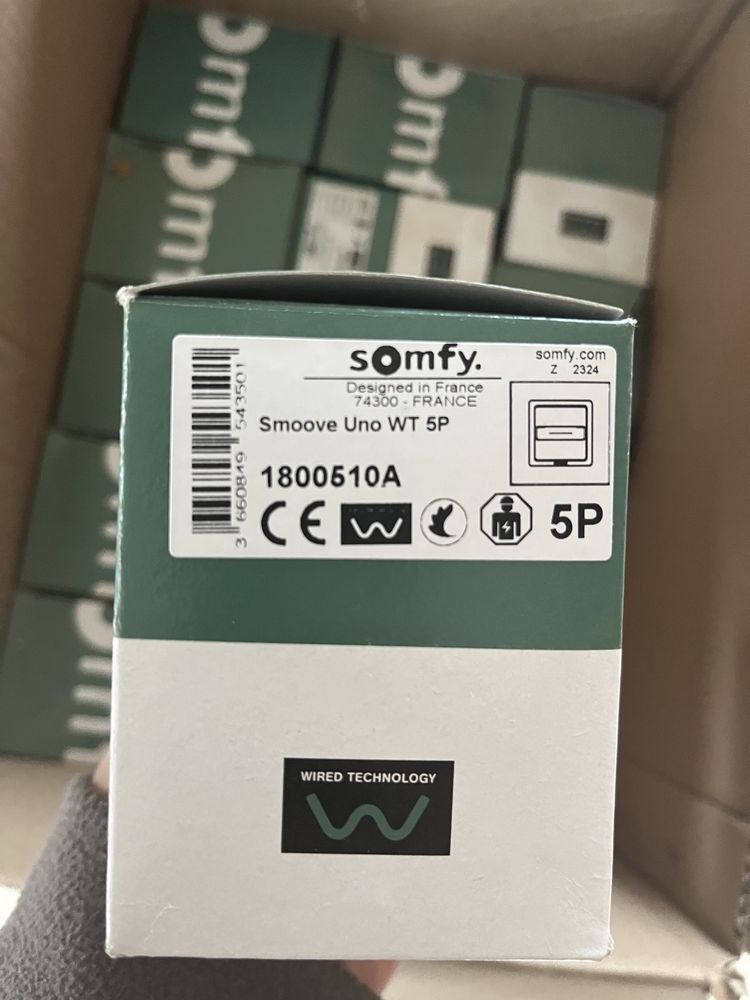 somfy.
somfy.com
Z 2324
Designed in France
74300 - FRANCE
Smoove Uno WT 5P
1800510A
3 660849 543501
CE
5P
WIRED TECHNOLOGY